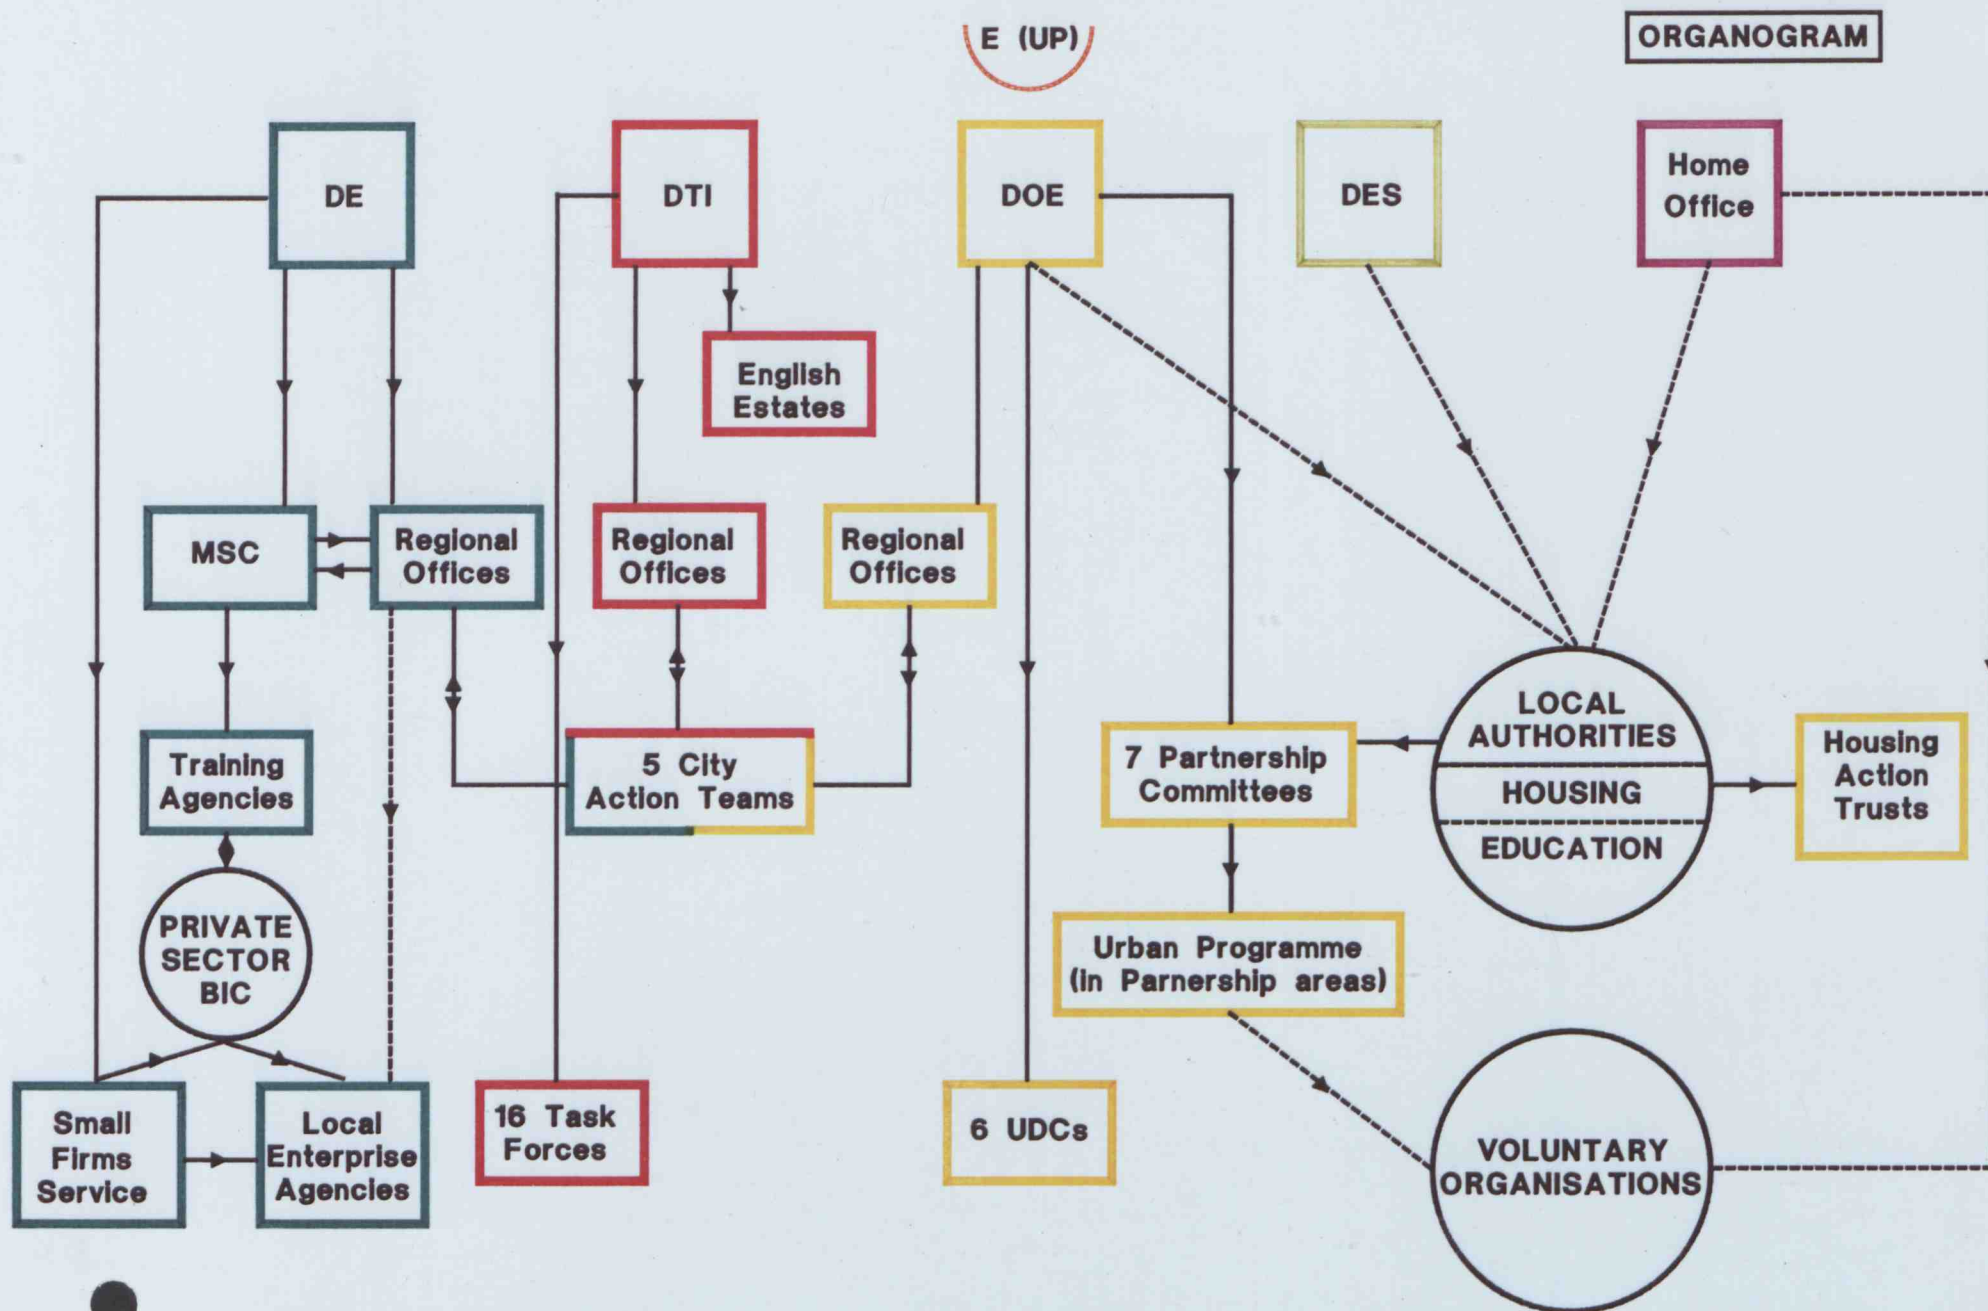 E (UP)
ORGANOGRAM
DE
DTI
DOE
DES
Home
Office
English
Estates
MSC
Regional
Offices
Regional
Offices
Regional
Offices
Training
Agencies
5 City
Action Teams
7 Partnership
Committees
LOCAL
AUTHORITIES
HOUSING
EDUCATION
Housing
Action
Trusts
PRIVATE
SECTOR
BIC
Urban Programme
(in Parnership areas)
Small
Firms
Service
Local
Enterprise
Agencies
16 Task
Forces
6 UDCs
VOLUNTARY
ORGANISATIONS